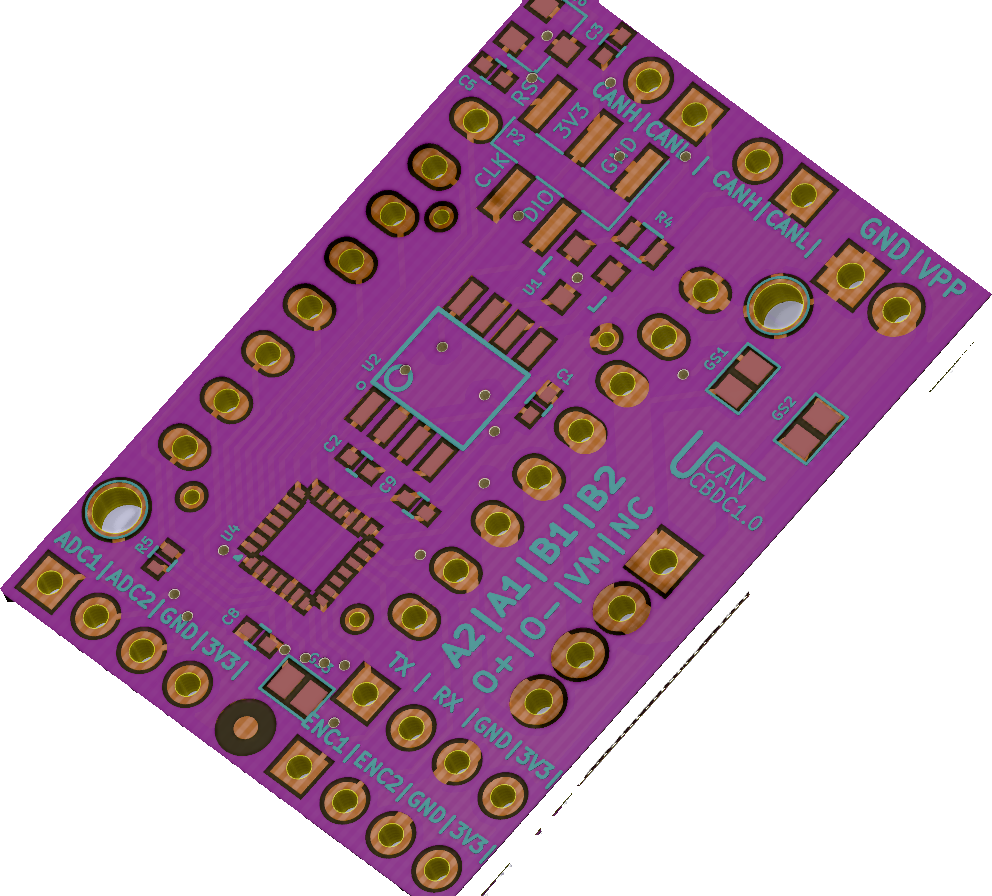 C3
C5
RST
3V3
GND
P2
CLK
DIO
CANH|CANL|
CANH|CANL|
GND|VPP
R4
U1
U2
C1
GS1
GS2
C2
C9
U4
R5
C8
UCAN
CBDC1.0
A2|A1|B1|B2
O+|O-|VM|NC
ADC1|ADC2|GND|3V3|
TX | RX |GND|3V3|
ENC1|ENC2|GND|3V3|